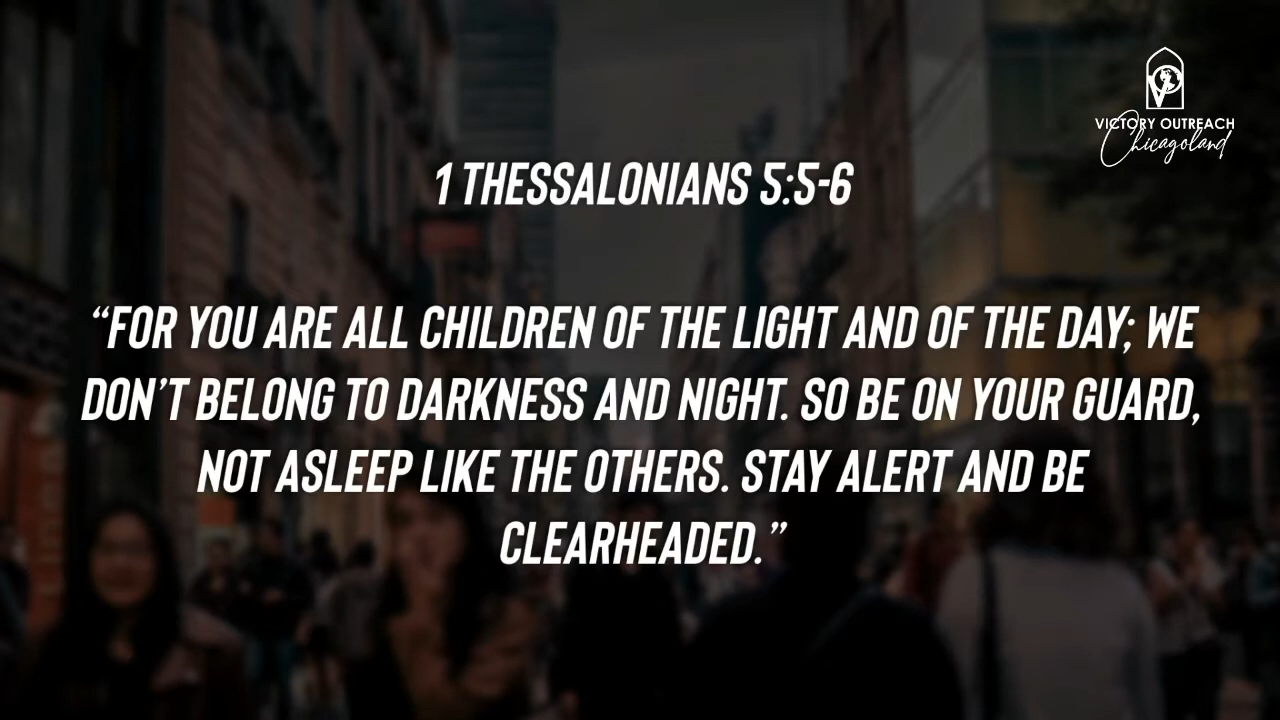 VICTORY OUTREACH
Chicagoland
1 THESSALONIANS 5:5-6
“FOR YOU ARE ALL CHILDREN OF THE LIGHT AND OF THE DAY; WE
DON’T BELONG TO DARKNESS AND NIGHT. SO BE ON YOUR GUARD,
NOT ASLEEP LIKE THE OTHERS. STAY ALERT AND BE
CLEARHEADED.”